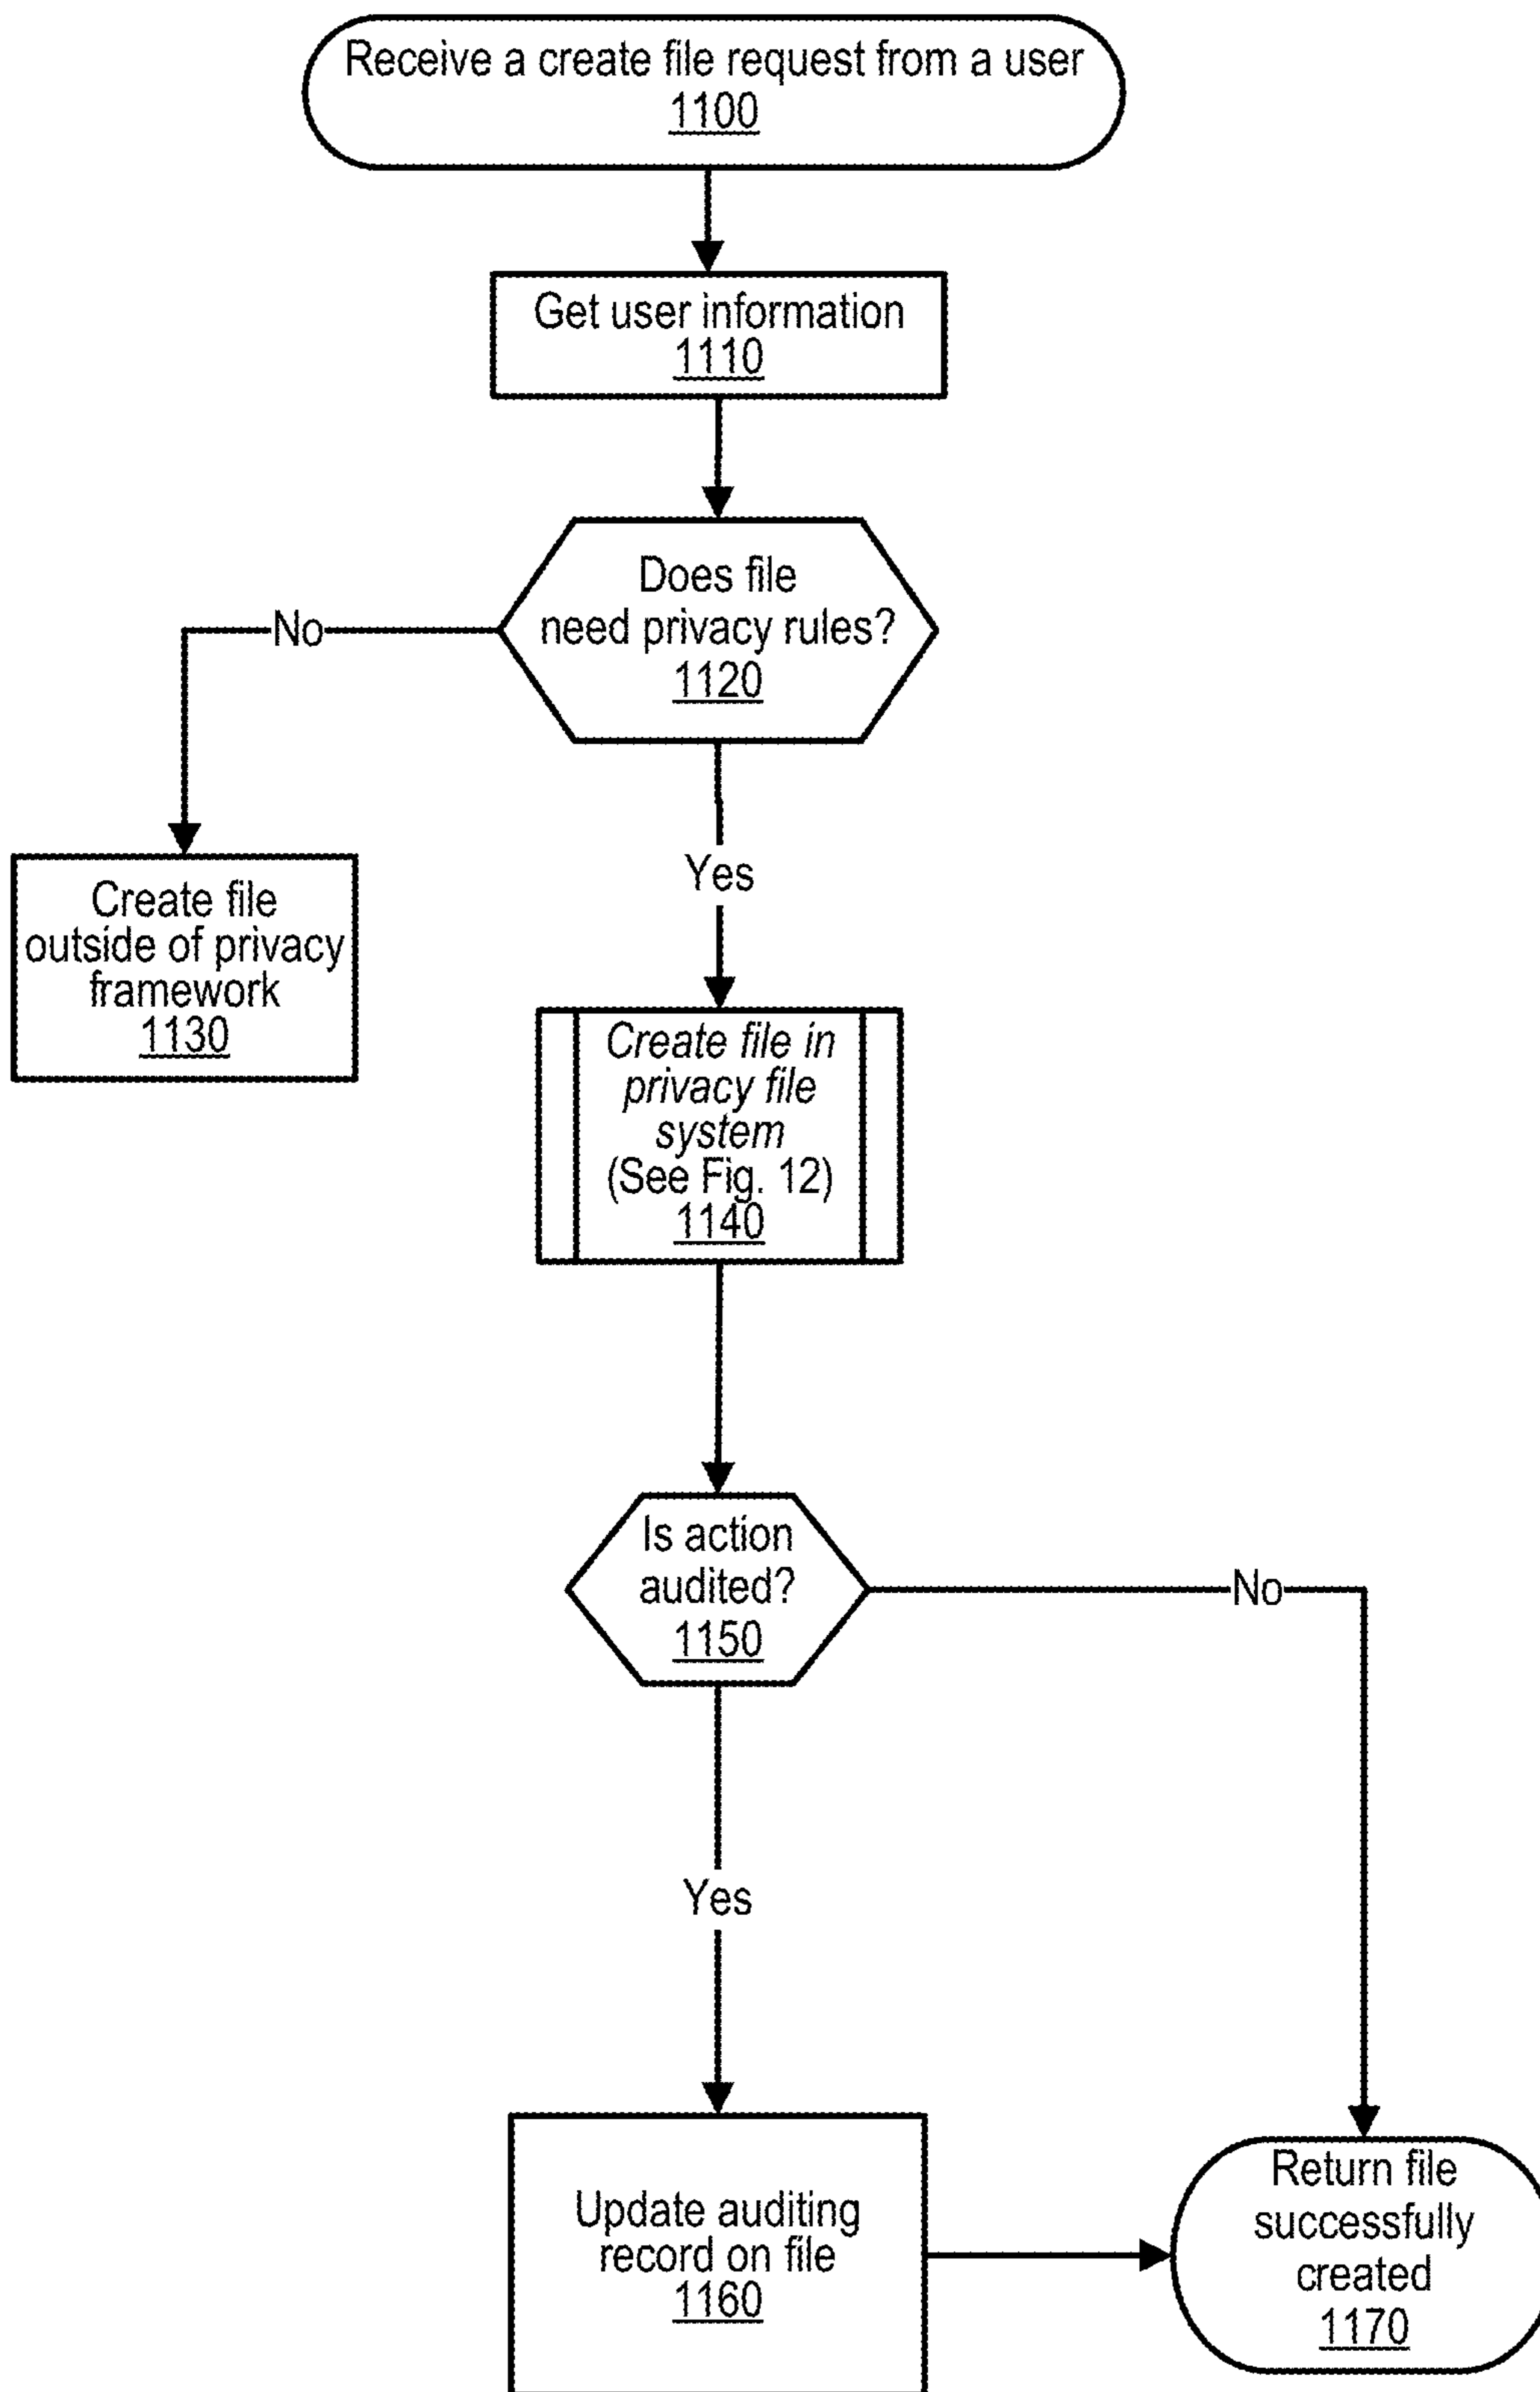 Receive a create file request from a user
1100
Get user information
1110
Does file
need privacy rules?
1120
No
Yes
Create file
outside of privacy
framework
1130
Create file in
privacy file
system
(See Fig. 12)
1140
Is action
audited?
1150
No
Yes
Update auditing
record on file
1160
Return file
successfully
created
1170